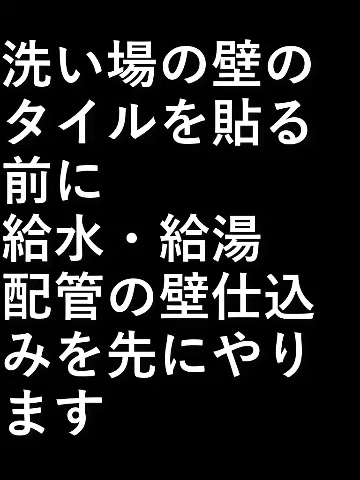 洗い場の壁の
タイルを貼る
前に
給水・給湯
配管の壁仕込
みを先にやり
ます